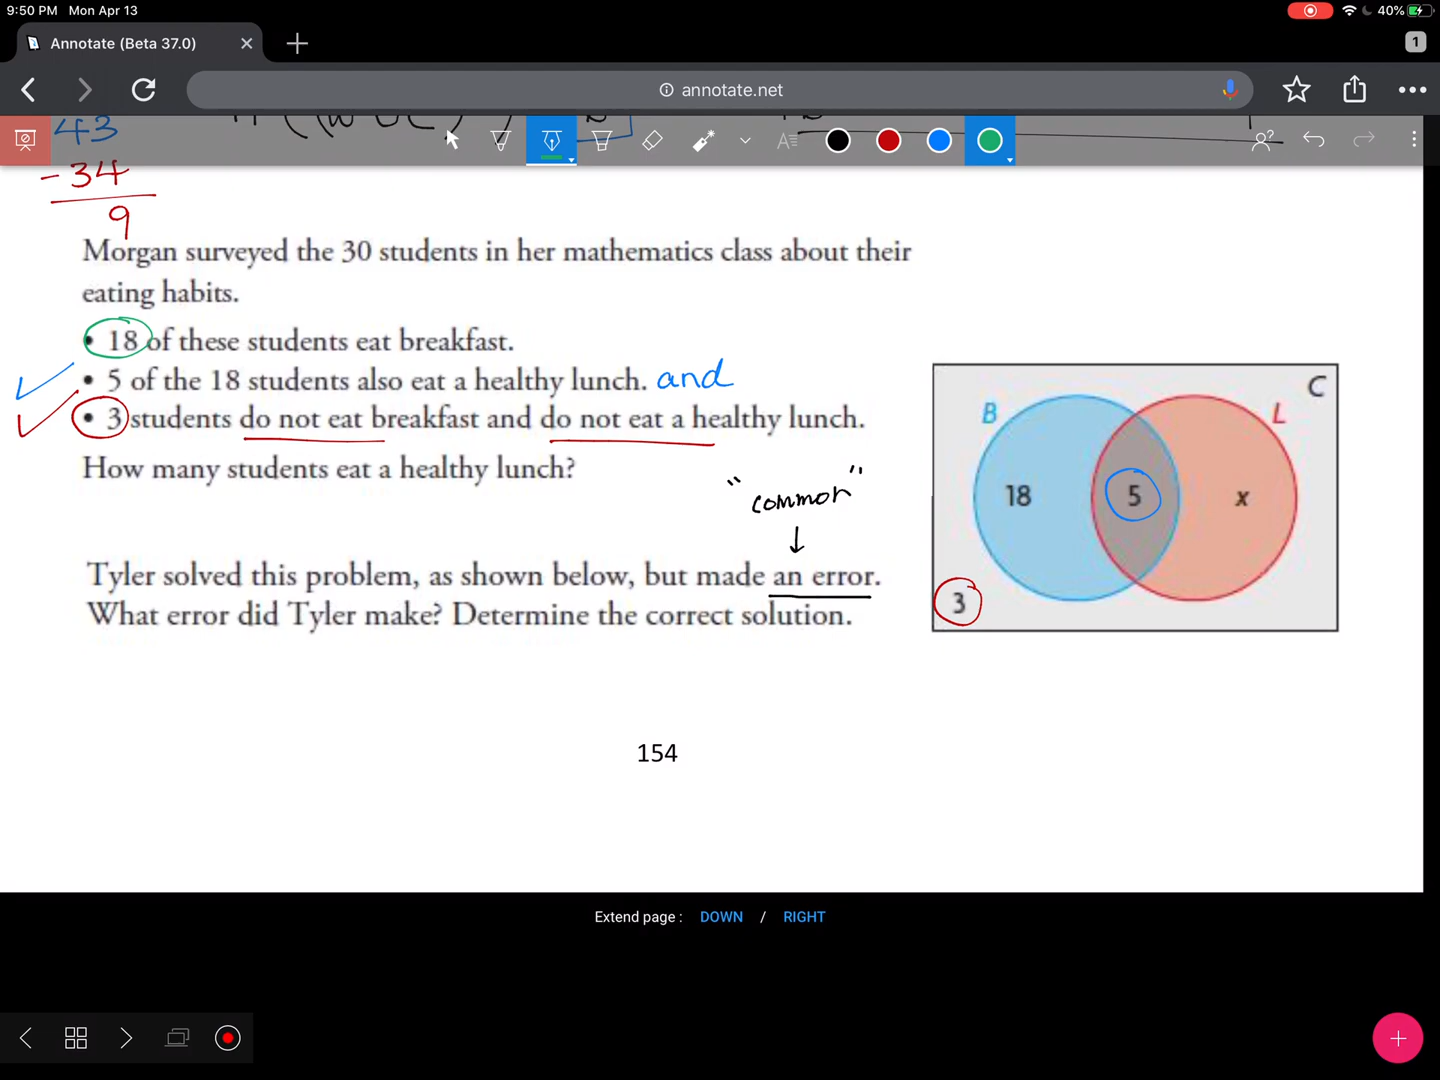 9:50 PM Mon Apr 13
40%
Annotate (Beta 37.0)
1
annotate.net
43
- 34
9
Morgan surveyed the 30 students in her mathematics class about their
eating habits.
• 18 of these students eat breakfast.
• 5 of the 18 students also eat a healthy lunch. and
• 3 students do not eat breakfast and do not eat a healthy lunch.
How many students eat a healthy lunch?
"common"
Tyler solved this problem, as shown below, but made an error.
What error did Tyler make? Determine the correct solution.
C
B
L
18
5
x
3
154
Extend page : DOWN / RIGHT